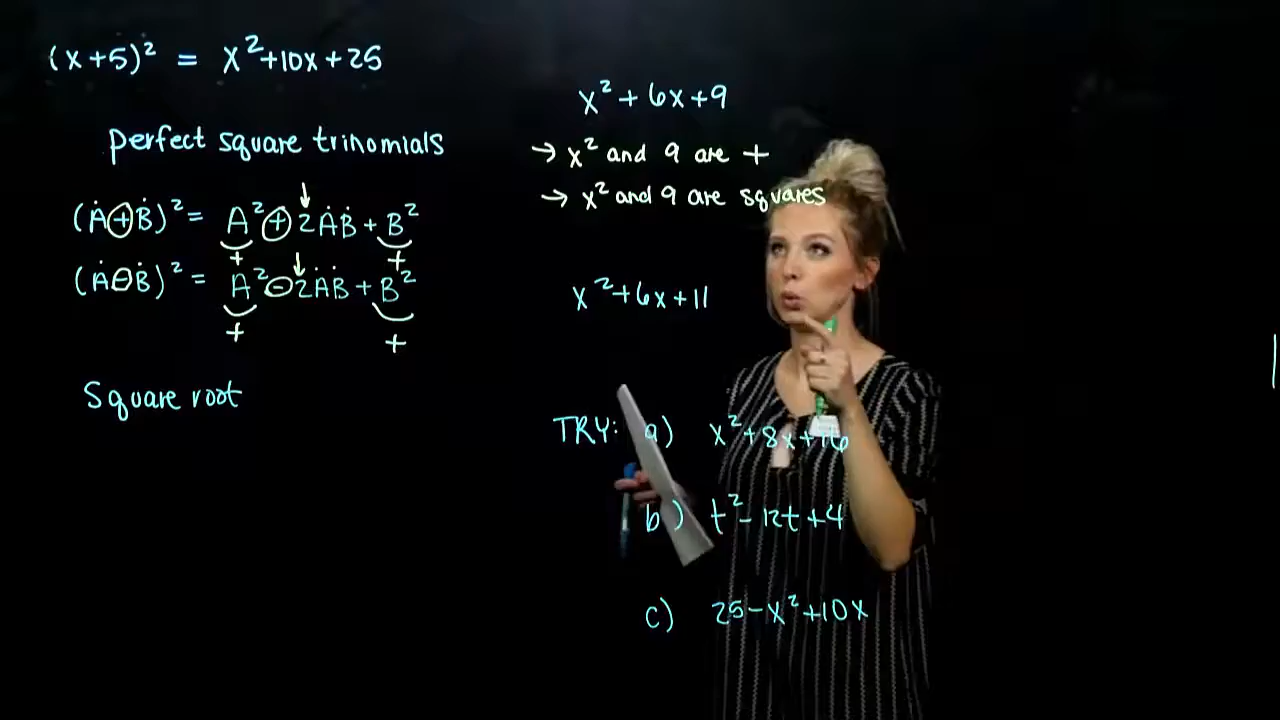 (x+5)² = x²+10x+25
perfect square trinomials
(A+B)² = A²+2AB+B²
+ +
(A-B)² = A²-2AB+B²
+ +
Square root
x²+6x+9
→ x² and 9 are +
→ x² and 9 are squares
x²+6x+11
TRY: a) x²+8x+16
b) t²-12t+4
c) 25-x²+10x